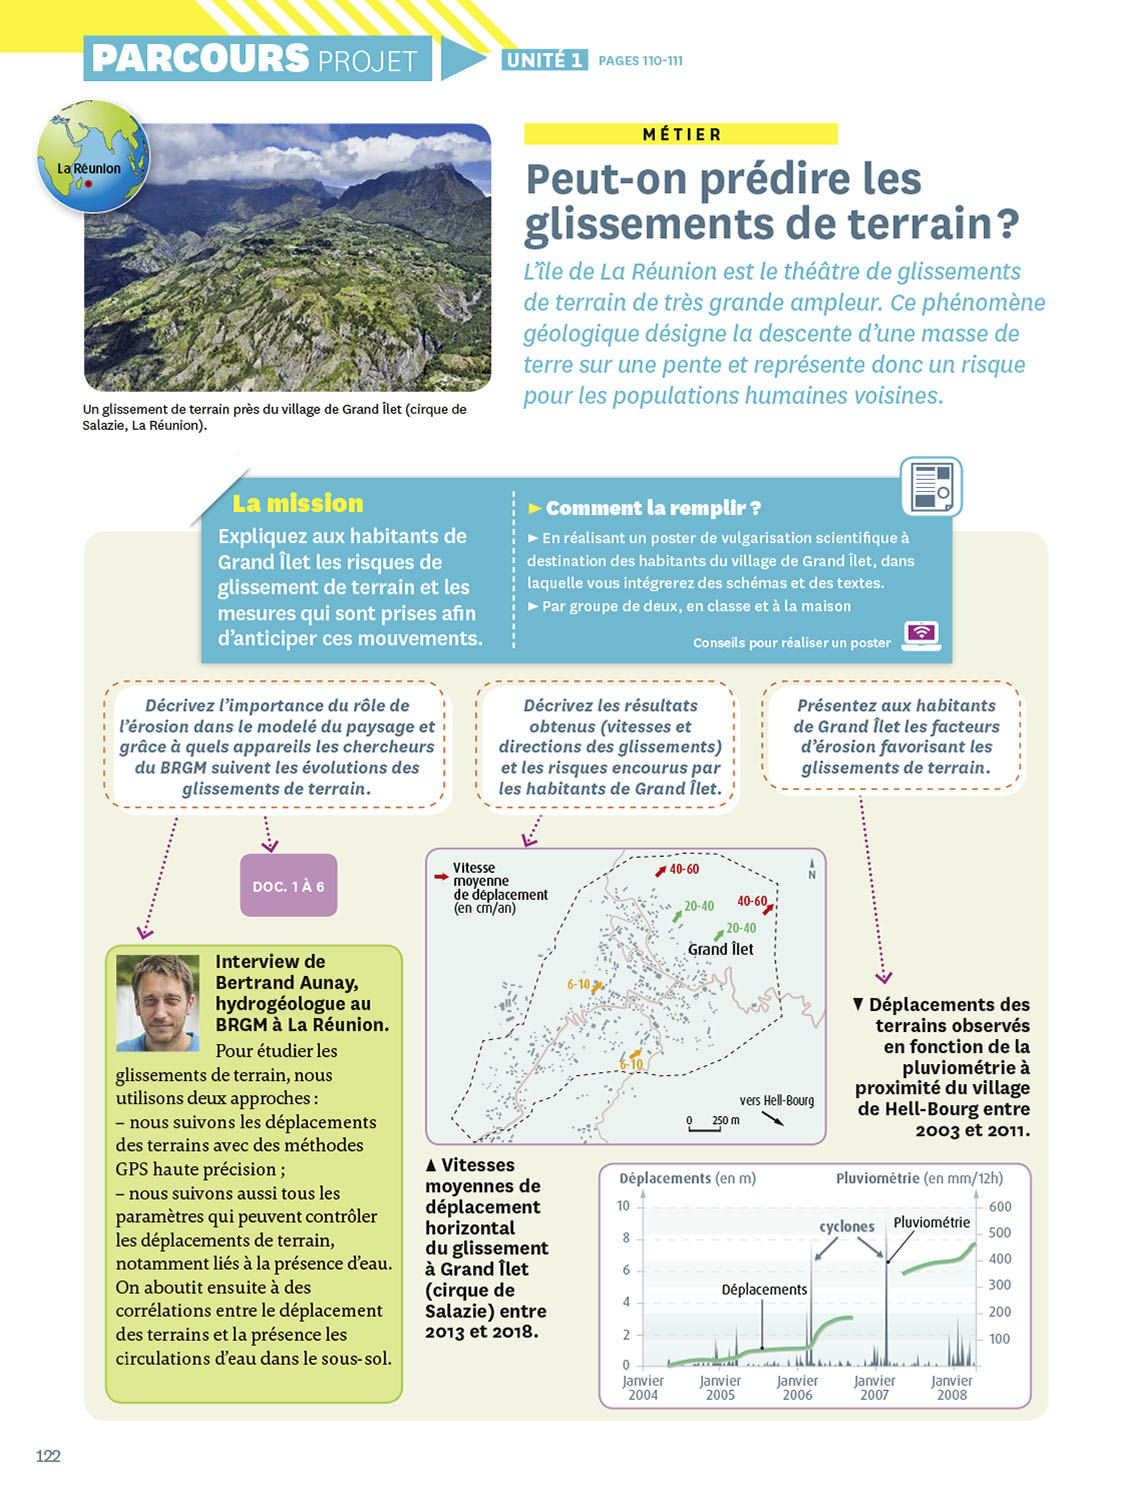 PARCOURS PROJET
UNITÉ 1 PAGES 110-111
La Réunion
Un glissement de terrain près du village de Grand Îlet (cirque de
Salazie, La Réunion).
MÉTIER
Peut-on prédire les
glissements de terrain ?
L’île de La Réunion est le théâtre de glissements
de terrain de très grande ampleur. Ce phénomène
géologique désigne la descente d’une masse de
terre sur une pente et représente donc un risque
pour les populations humaines voisines.
La mission
Expliquez aux habitants de
Grand Îlet les risques de
glissement de terrain et les
mesures qui sont prises afin
d’anticiper ces mouvements.
► Comment la remplir ?
► En réalisant un poster de vulgarisation scientifique à
destination des habitants du village de Grand Îlet, dans
laquelle vous intégrerez des schémas et des textes.
► Par groupe de deux, en classe et à la maison
Conseils pour réaliser un poster
Décrivez l’importance du rôle de
l’érosion dans le modelé du paysage et
grâce à quels appareils les chercheurs
du BRGM suivent les évolutions des
glissements de terrain.
Décrivez les résultats
obtenus (vitesses et
directions des glissements)
et les risques encourus par
les habitants de Grand Îlet.
Présentez aux habitants
de Grand Îlet les facteurs
d’érosion favorisant les
glissements de terrain.
DOC. 1 À 6
Interview de
Bertrand Aunay,
hydrogéologue au
BRGM à La Réunion.
Pour étudier les
glissements de terrain, nous
utilisons deux approches :
– nous suivons les déplacements
des terrains avec des méthodes
GPS haute précision ;
– nous suivons aussi tous les
paramètres qui peuvent contrôler
les déplacements de terrain,
notamment liés à la présence d’eau.
On aboutit ensuite à des
corrélations entre le déplacement
des terrains et la présence les
circulations d’eau dans le sous-sol.
Vitesse
moyenne
de déplacement
(en cm/an)
N
40-60
40-60
20-40
20-40
Grand Îlet
6-10
6-10
vers Hell-Bourg
0 250 m
▲ Vitesses
moyennes de
déplacement
horizontal
du glissement
à Grand Îlet
(cirque de
Salazie) entre
2013 et 2018.
▼ Déplacements des
terrains observés
en fonction de la
pluviométrie à
proximité du village
de Hell-Bourg entre
2003 et 2011.
Déplacements (en m) Pluviométrie (en mm/12h)
10
8
6
4
2
0
600
500
400
300
200
100
cyclones
Pluviométrie
Déplacements
Janvier Janvier Janvier Janvier Janvier
2004 2005 2006 2007 2008
122